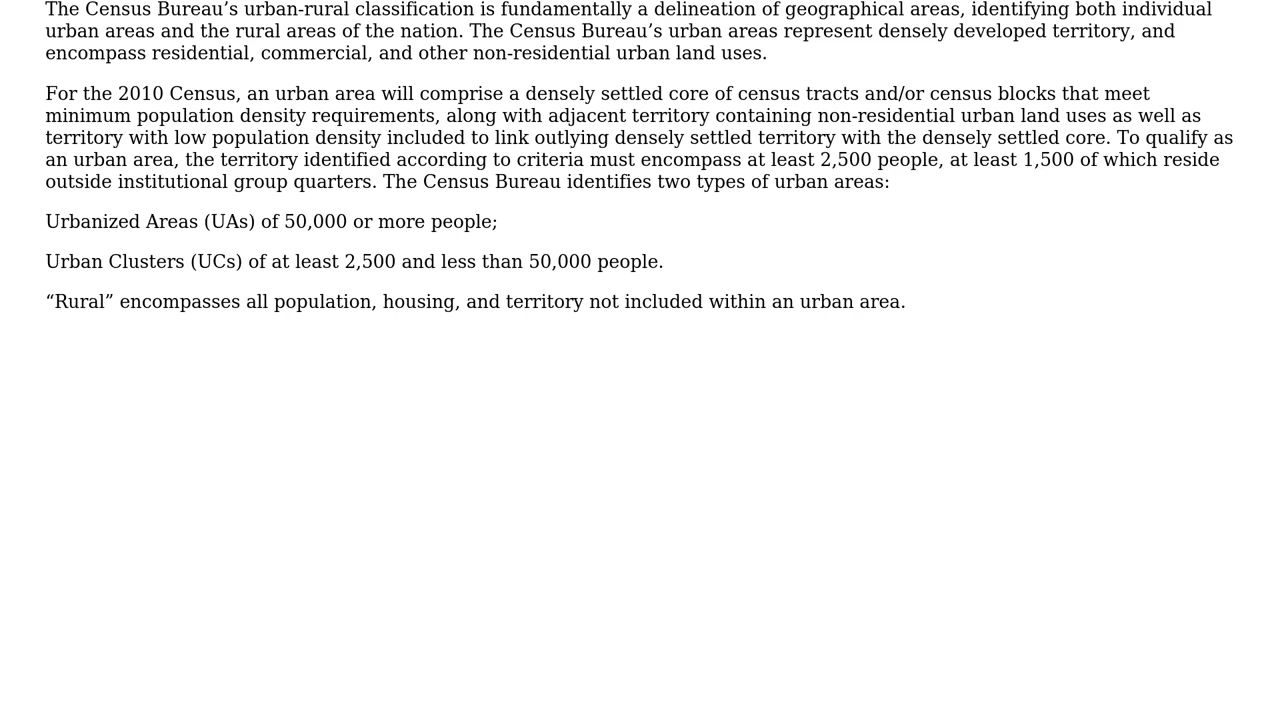 The Census Bureau’s urban-rural classification is fundamentally a delineation of geographical areas, identifying both individual
urban areas and the rural areas of the nation. The Census Bureau’s urban areas represent densely developed territory, and
encompass residential, commercial, and other non-residential urban land uses.
For the 2010 Census, an urban area will comprise a densely settled core of census tracts and/or census blocks that meet
minimum population density requirements, along with adjacent territory containing non-residential urban land uses as well as
territory with low population density included to link outlying densely settled territory with the densely settled core. To qualify as
an urban area, the territory identified according to criteria must encompass at least 2,500 people, at least 1,500 of which reside
outside institutional group quarters. The Census Bureau identifies two types of urban areas:
Urbanized Areas (UAs) of 50,000 or more people;
Urban Clusters (UCs) of at least 2,500 and less than 50,000 people.
“Rural” encompasses all population, housing, and territory not included within an urban area.